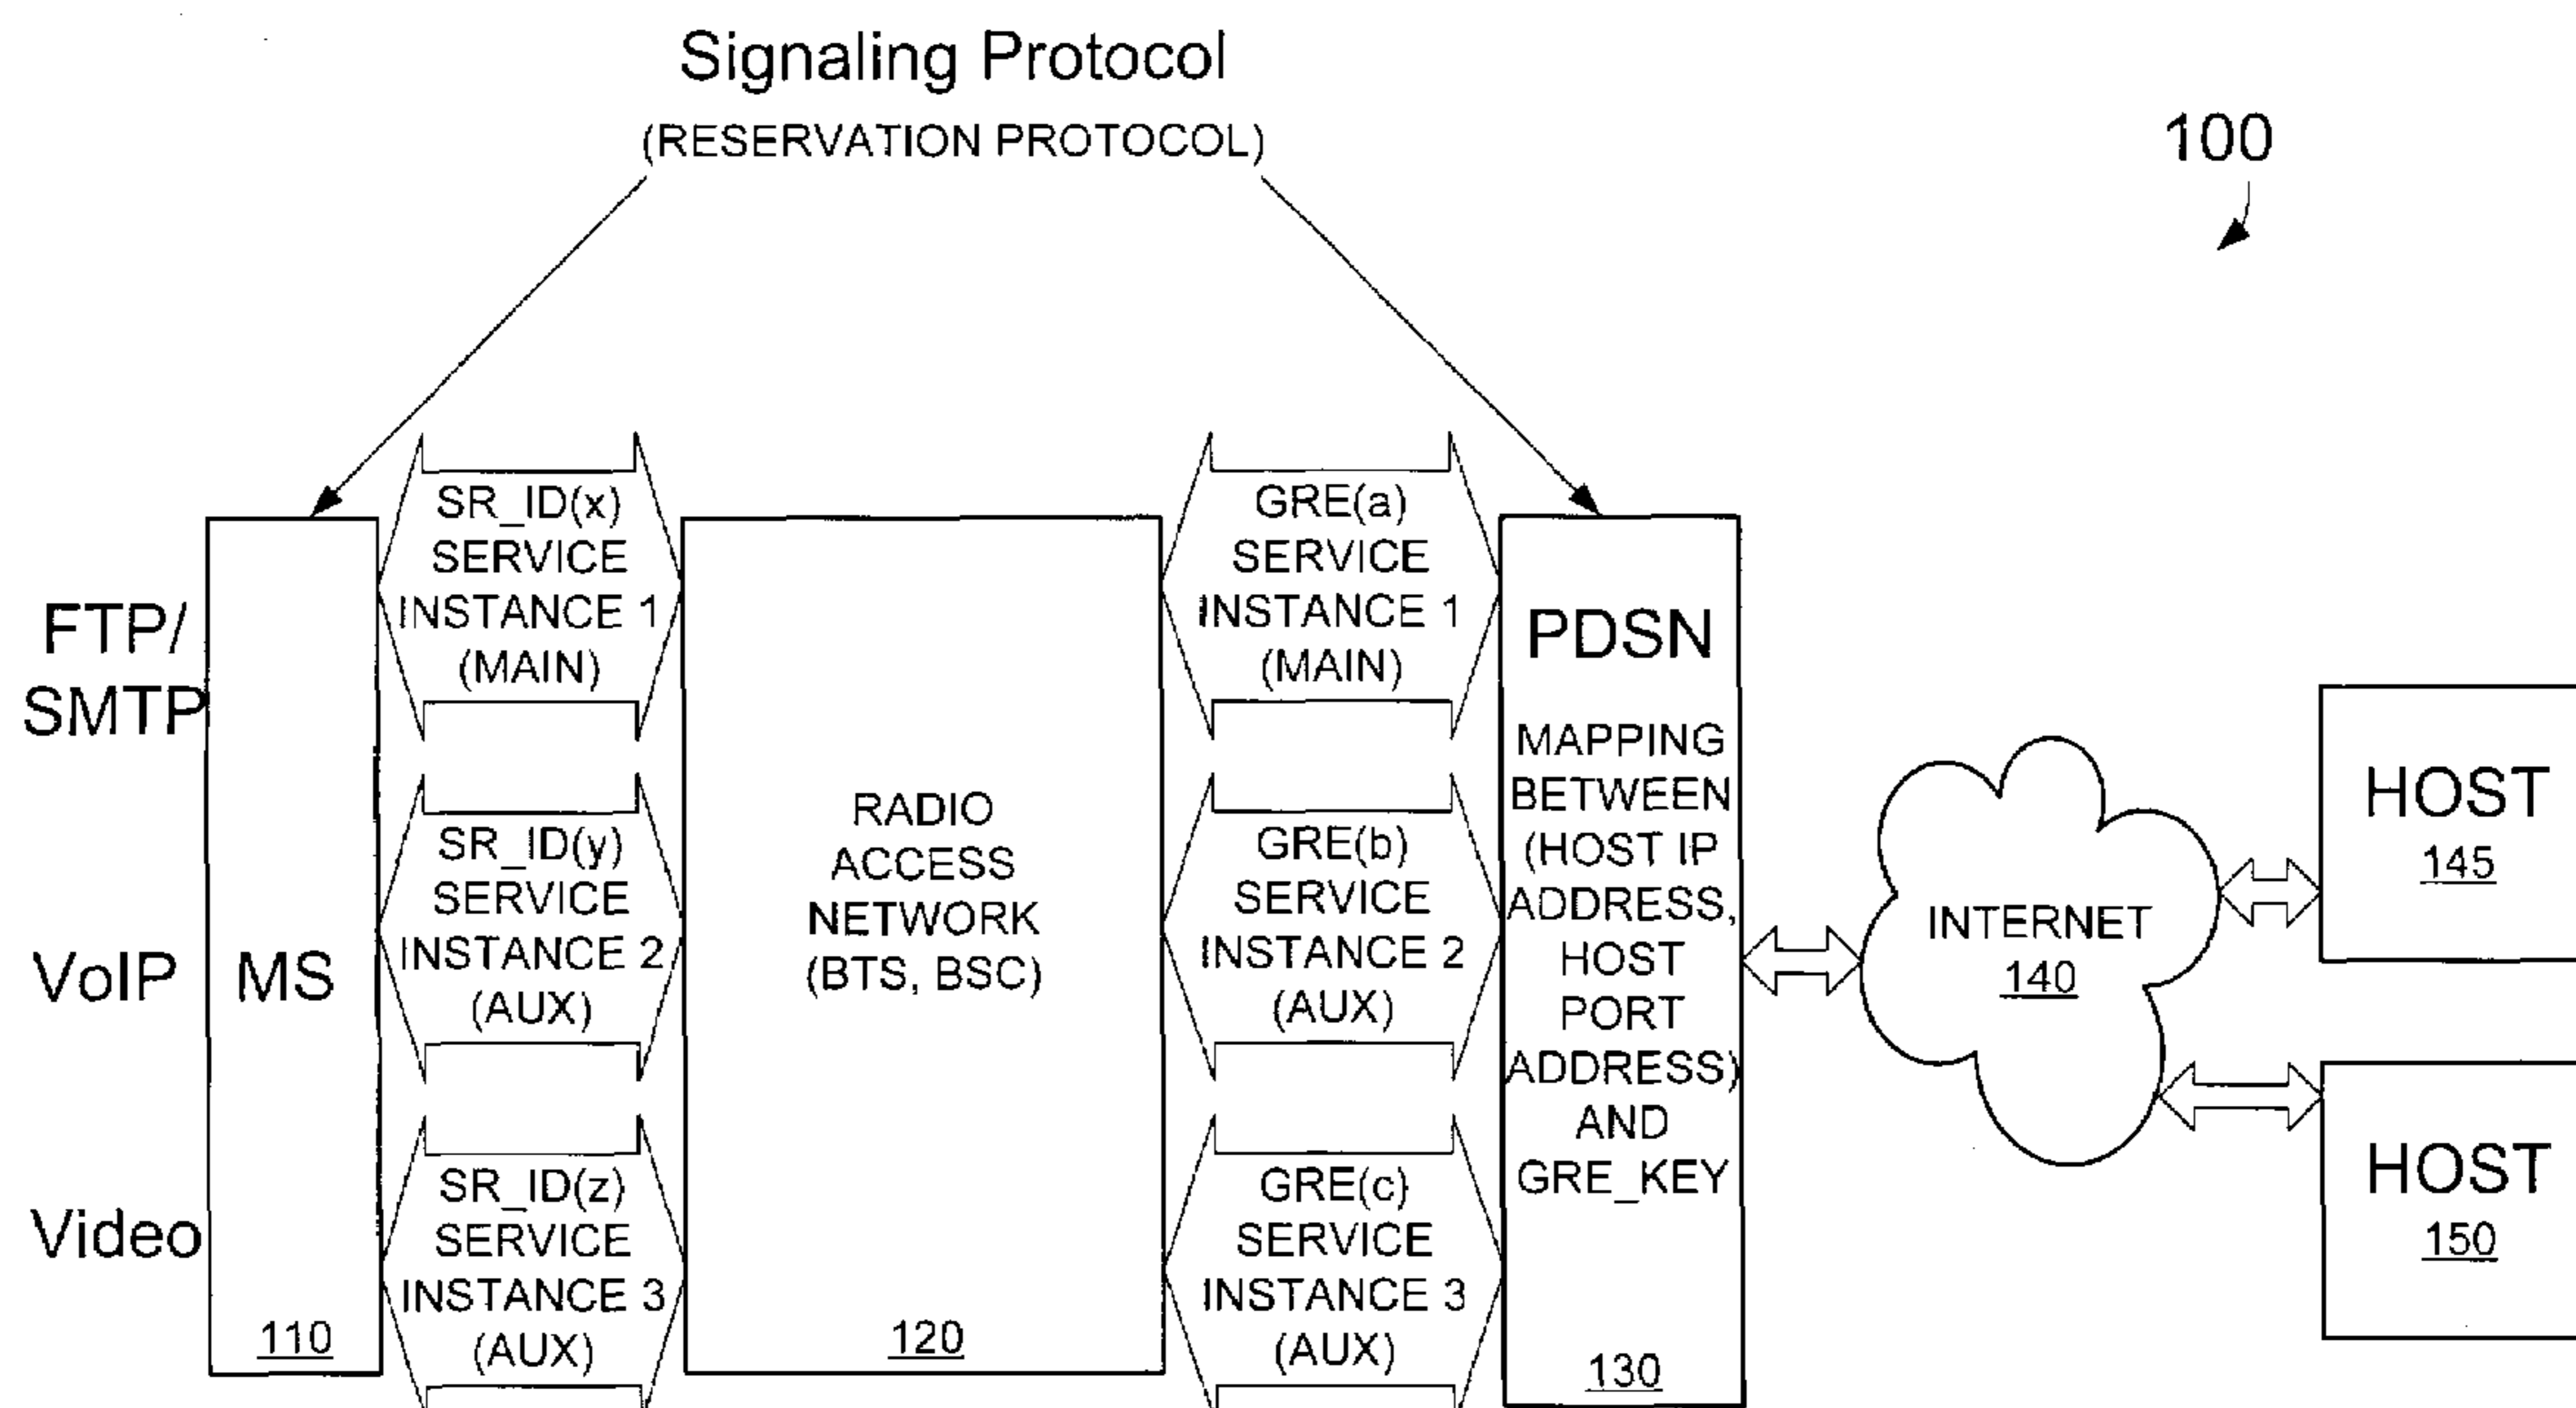 Signaling Protocol
(RESERVATION PROTOCOL)
100
FTP/
SMTP
VoIP
Video
MS
110
SR_ID(x)
SERVICE
INSTANCE 1
(MAIN)
SR_ID(y)
SERVICE
INSTANCE 2
(AUX)
SR_ID(z)
SERVICE
INSTANCE 3
(AUX)
RADIO
ACCESS
NETWORK
(BTS, BSC)
120
GRE(a)
SERVICE
INSTANCE 1
(MAIN)
GRE(b)
SERVICE
INSTANCE 2
(AUX)
GRE(c)
SERVICE
INSTANCE 3
(AUX)
PDSN
MAPPING
BETWEEN
(HOST IP
ADDRESS,
HOST
PORT
ADDRESS)
AND
GRE_KEY
130
INTERNET
140
HOST
145
HOST
150